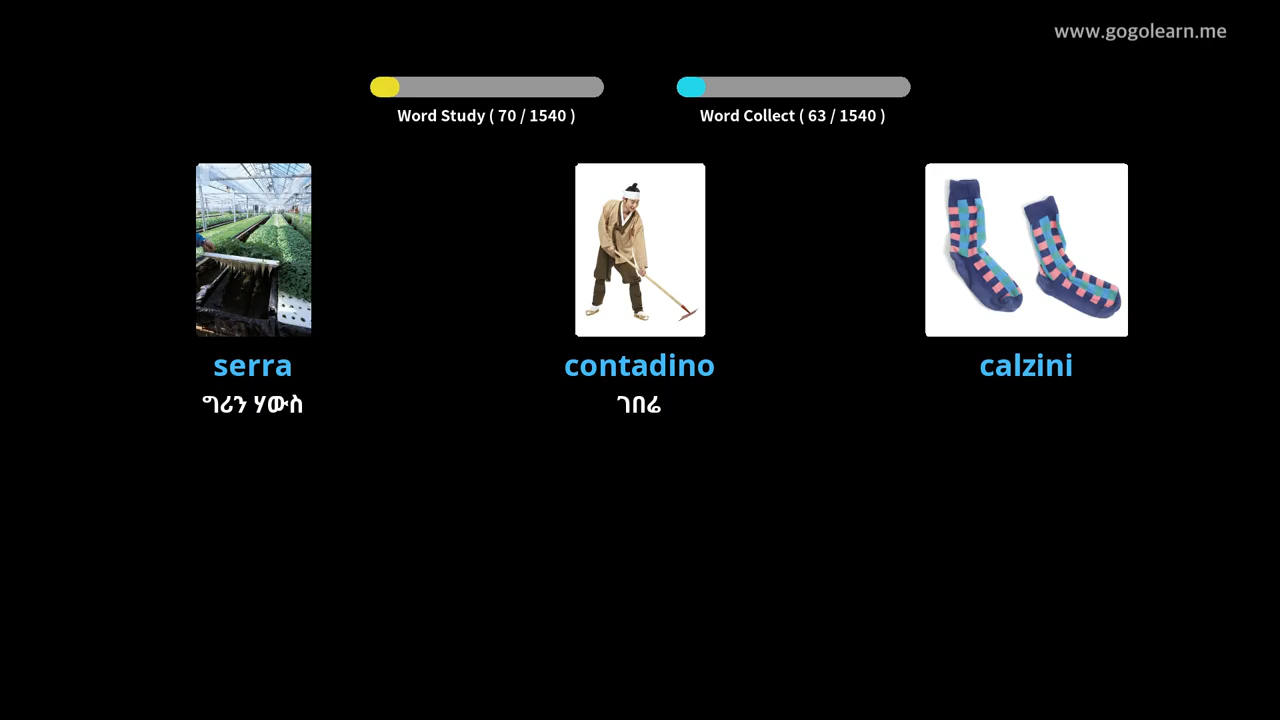 www.gogolearn.me
Word Study ( 70 / 1540 )
Word Collect ( 63 / 1540 )
serra
contadino
calzini
ግሪን ሃውስ
ገበሬ